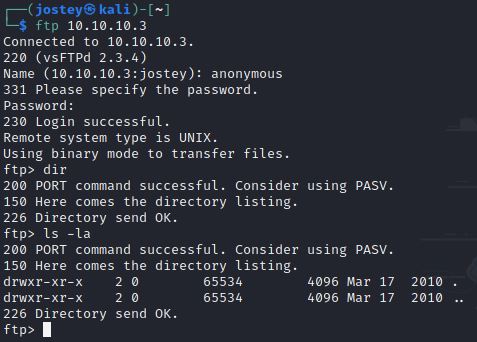 ┌──(jostey㉿kali)-[~]
└─$ ftp 10.10.10.3
Connected to 10.10.10.3.
220 (vsFTPd 2.3.4)
Name (10.10.10.3:jostey): anonymous
331 Please specify the password.
Password:
230 Login successful.
Remote system type is UNIX.
Using binary mode to transfer files.
ftp> dir
200 PORT command successful. Consider using PASV.
150 Here comes the directory listing.
226 Directory send OK.
ftp> ls -la
200 PORT command successful. Consider using PASV.
150 Here comes the directory listing.
drwxr-xr-x    2 0        65534        4096 Mar 17  2010 .
drwxr-xr-x    2 0        65534        4096 Mar 17  2010 ..
226 Directory send OK.
ftp>